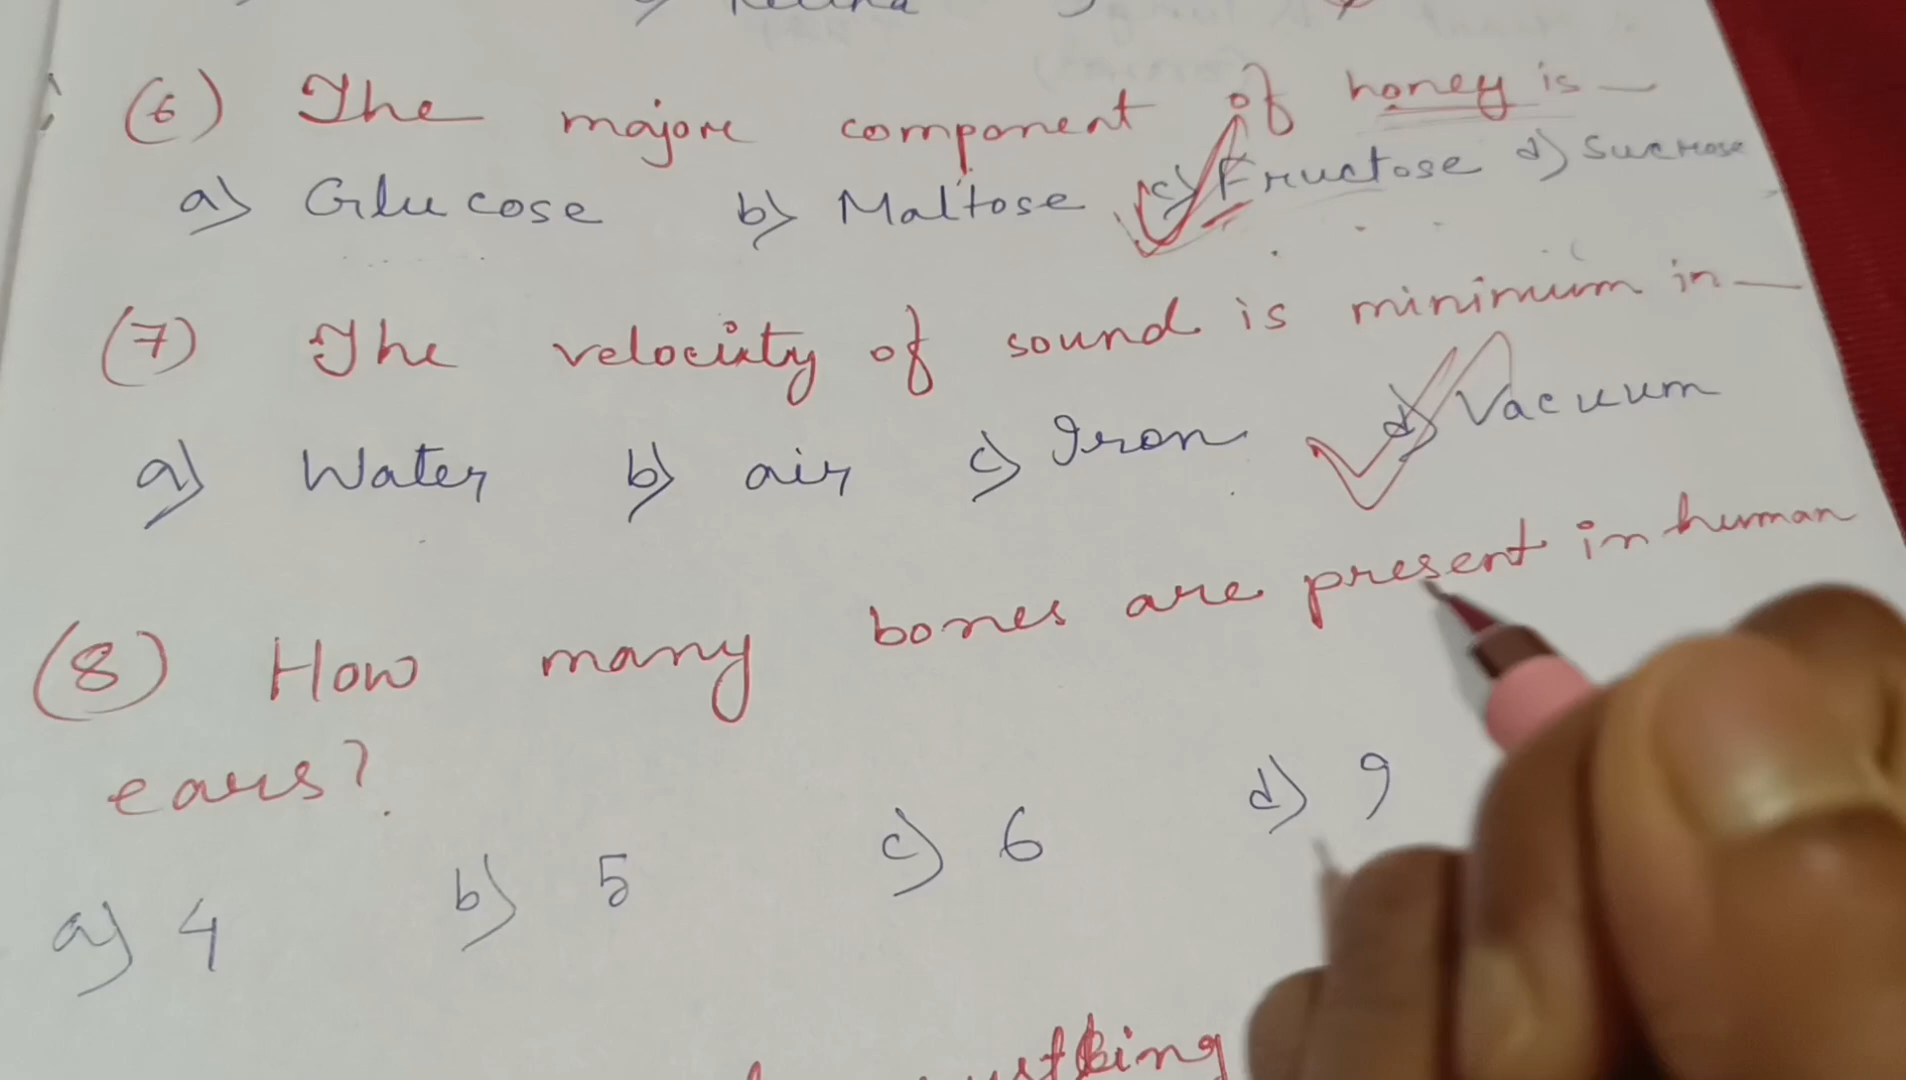 (6) The major component of honey is —
a) Glucose b) Maltose c) Fructose d) Sucrose
(7) The velocity of sound is minimum in —
a) Water b) air c) Iron d) Vacuum
(8) How many bones are present in human
ears?
a) 4 b) 5 c) 6 d) 9